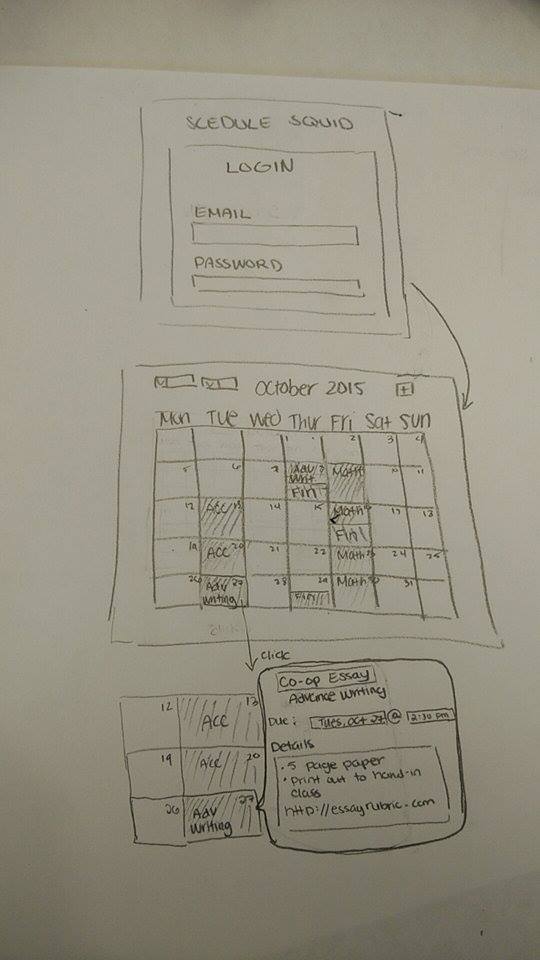 SCEDULE SQUID
LOGIN
EMAIL
PASSWORD
October 2015 +
Mon Tue Wed Thur Fri Sat Sun
1 2 3 4
5 6 Adv Math 10 11
Writ
Fin
12 ACC 13 14 15 Math 17 18
Fin
19 ACC 20 21 22 Math 24 25
26 Adv 27 28 29 Math 31
Writing
click
Co-op Essay
Advance Writing
Due: Tues, Oct 27 @ 2:30 pm
Details
• 5 page paper
• print out to hand-in
class
http://essayrubric.com
12 13
ACC
19 ACC 20
26 Adv 27
Writing